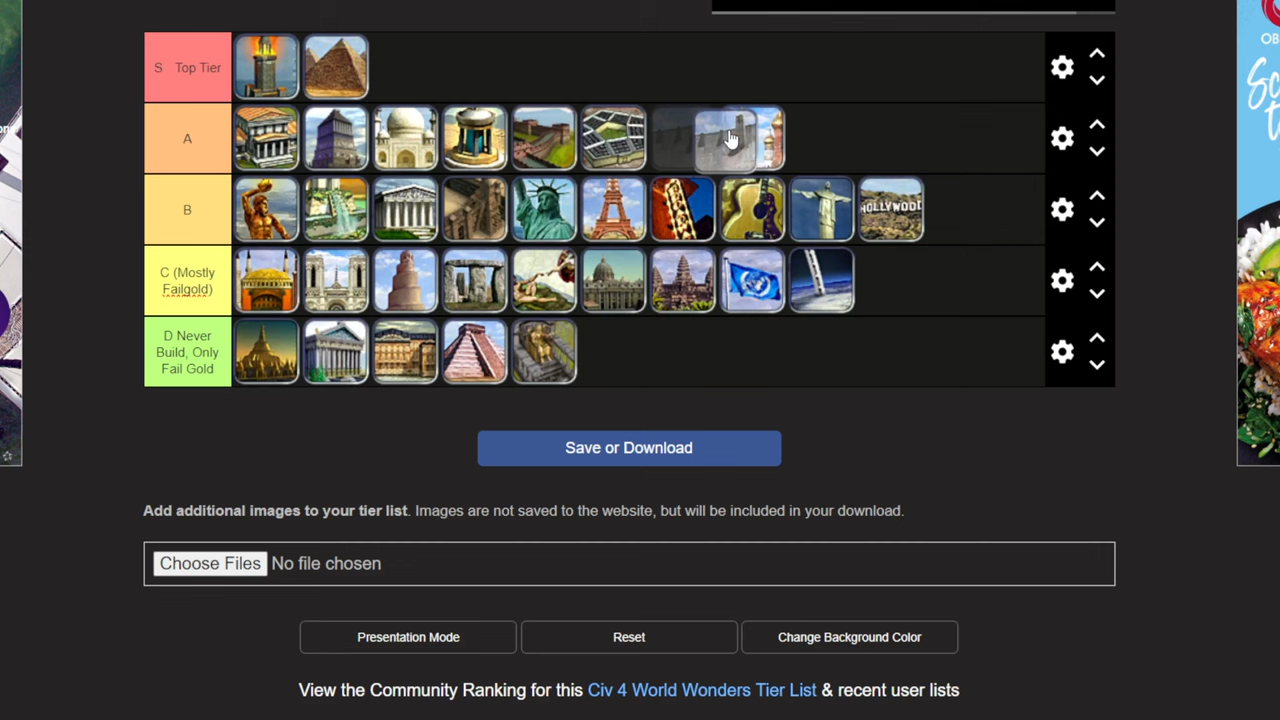 S Top Tier
A
B
HOLLYWOOD
C (Mostly
Failgold)
D Never
Build, Only
Fail Gold
Save or Download
Add additional images to your tier list. Images are not saved to the website, but will be included in your download.
Choose Files No file chosen
Presentation Mode
Reset
Change Background Color
View the Community Ranking for this Civ 4 World Wonders Tier List & recent user lists